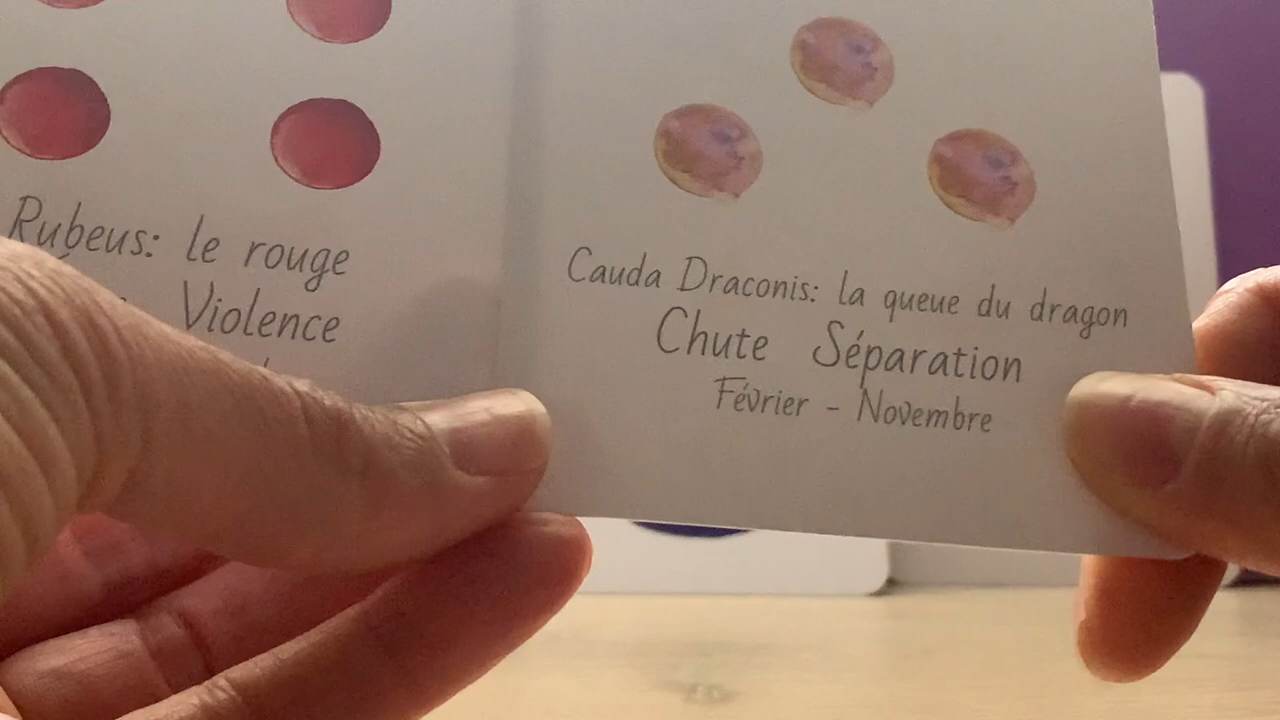 Rubeus: le rouge
Violence
Cauda Draconis: la queue du dragon
Chute Séparation
Février - Novembre